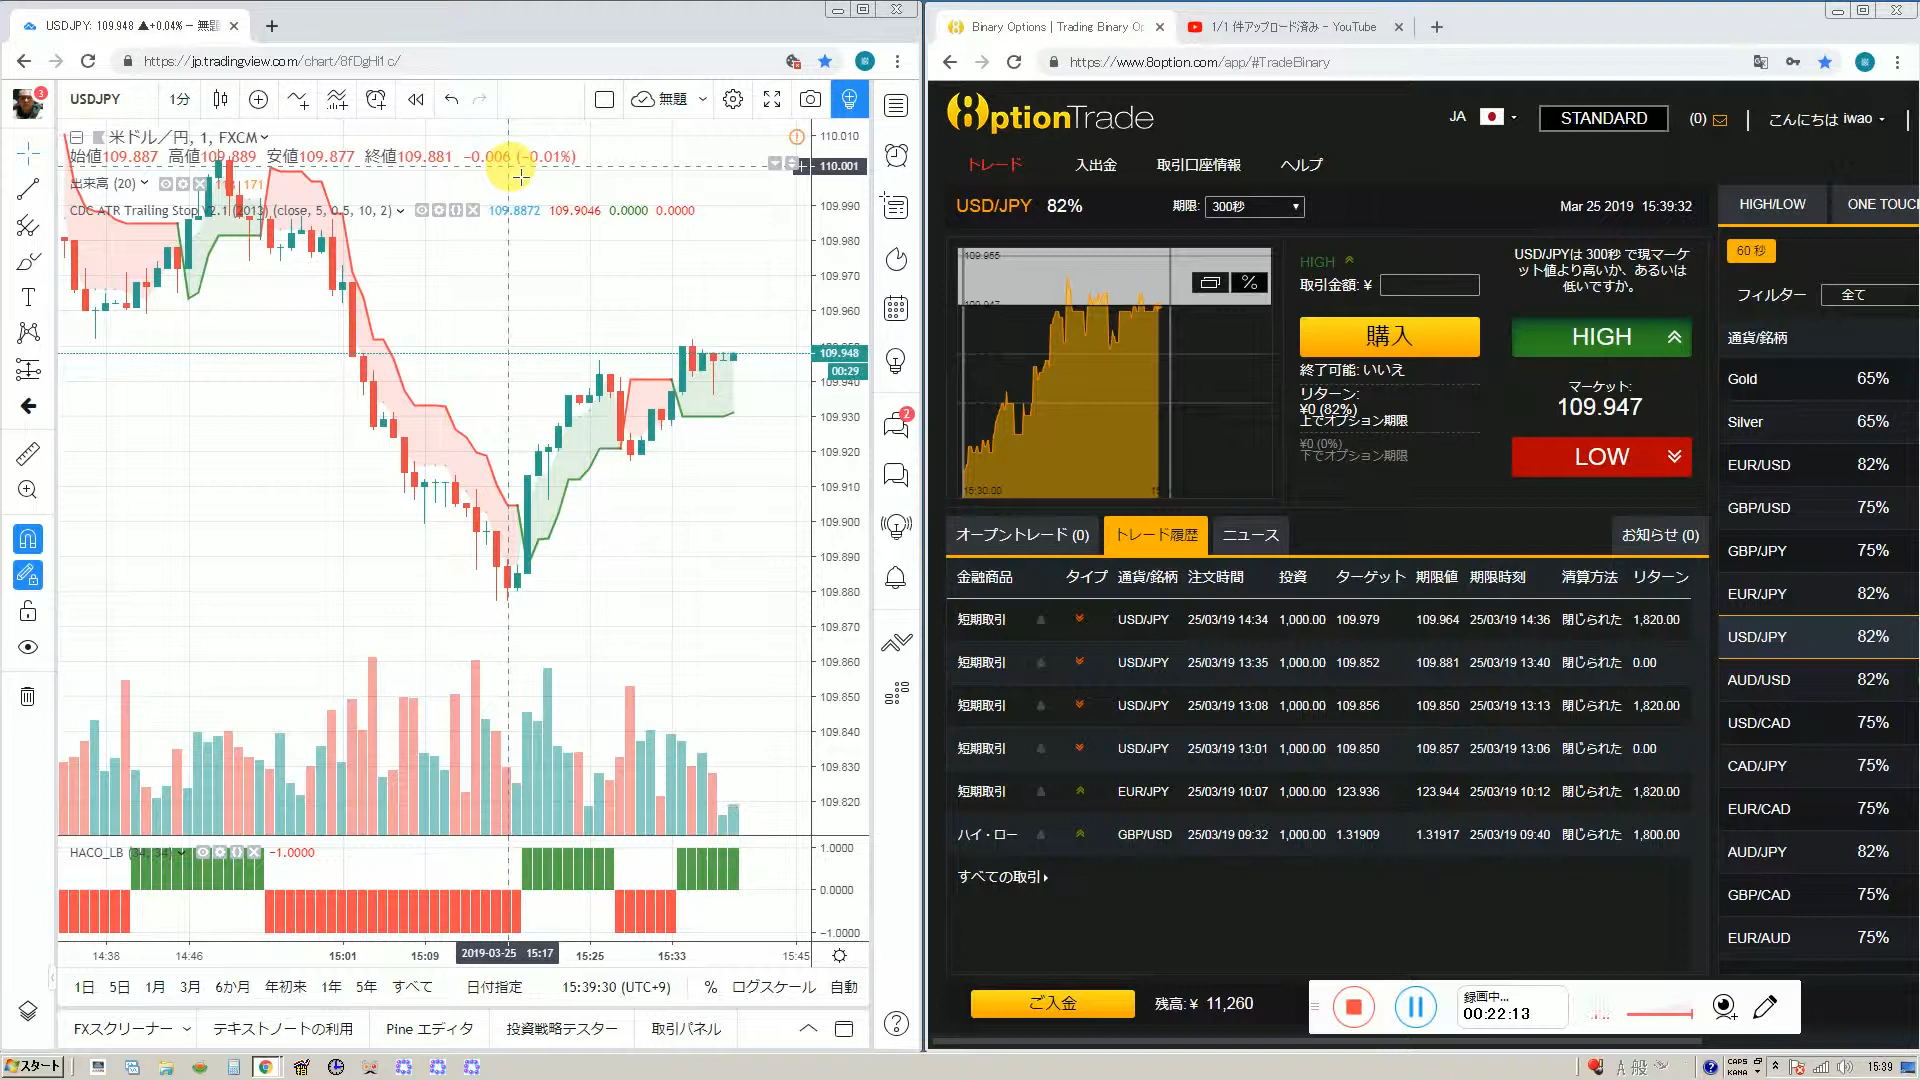 USDJPY: 109.948 ▲+0.04% – 無題
https://jp.tradingview.com/chart/8fDgHi1c/
3
USDJPY
1分
無題
米ドル／円, 1, FXCM
始値109.887 高値109.889 安値109.877 終値109.881 −0.006 (−0.01%)
出来高 (20) 171
CDC ATR Trailing Stop V2.1 (2013) (close, 5, 0.5, 10, 2) 109.8872 109.9046 0.0000 0.0000
110.010
110.001
109.990
109.980
109.970
109.960
109.948
00:29
109.940
109.930
109.920
109.910
109.900
109.890
109.880
109.870
109.860
109.850
109.840
109.830
109.820
2
HACO_LB (34, 34) −1.0000
1.0000
0.0000
−1.0000
14:38 14:46 15:01 15:09 2019-03-25 15:17 15:25 15:33 15:45
1日 5日 1月 3月 6か月 年初来 1年 5年 すべて 日付指定 15:39:30 (UTC+9) % ログスケール 自動
FXスクリーナー テキストノートの利用 Pine エディタ 投資戦略テスター 取引パネル
Binary Options | Trading Binary Op
1/1 件アップロード済み – YouTube
https://www.8option.com/app/#TradeBinary
8ptionTrade
JA STANDARD (0) こんにちは iwao
トレード 入出金 取引口座情報 ヘルプ
USD/JPY 82% 期限: 300秒 Mar 25 2019 15:39:32
109.955
109.947
15:30:00
%
HIGH
取引金額: ¥
購入
終了可能: いいえ
リターン:
¥0 (82%)
上でオプション期限
¥0 (0%)
下でオプション期限
USD/JPYは 300秒 で現マーケ
ット値より高いか、あるいは
低いですか。
HIGH
マーケット:
109.947
LOW
オープントレード (0) トレード履歴 ニュース お知らせ (0)
金融商品 タイプ 通貨/銘柄 注文時間 投資 ターゲット 期限値 期限時刻 清算方法 リターン
短期取引 USD/JPY 25/03/19 14:34 1,000.00 109.979 109.964 25/03/19 14:36 閉じられた 1,820.00
短期取引 USD/JPY 25/03/19 13:35 1,000.00 109.852 109.881 25/03/19 13:40 閉じられた 0.00
短期取引 USD/JPY 25/03/19 13:08 1,000.00 109.856 109.850 25/03/19 13:13 閉じられた 1,820.00
短期取引 USD/JPY 25/03/19 13:01 1,000.00 109.850 109.857 25/03/19 13:06 閉じられた 0.00
短期取引 EUR/JPY 25/03/19 10:07 1,000.00 123.936 123.944 25/03/19 10:12 閉じられた 1,820.00
ハイ・ロー GBP/USD 25/03/19 09:32 1,000.00 1.31909 1.31917 25/03/19 09:40 閉じられた 1,800.00
すべての取引
ご入金
残高: ¥ 11,260
HIGH/LOW ONE TOUC
60 秒
フィルター 全て
通貨/銘柄
Gold 65%
Silver 65%
EUR/USD 82%
GBP/USD 75%
GBP/JPY 75%
EUR/JPY 82%
USD/JPY 82%
AUD/USD 82%
USD/CAD 75%
CAD/JPY 75%
EUR/CAD 75%
AUD/JPY 82%
GBP/CAD 75%
EUR/AUD 75%
録画中...
00:22:13
スタート
A 般
CAPS
KANA
15:39